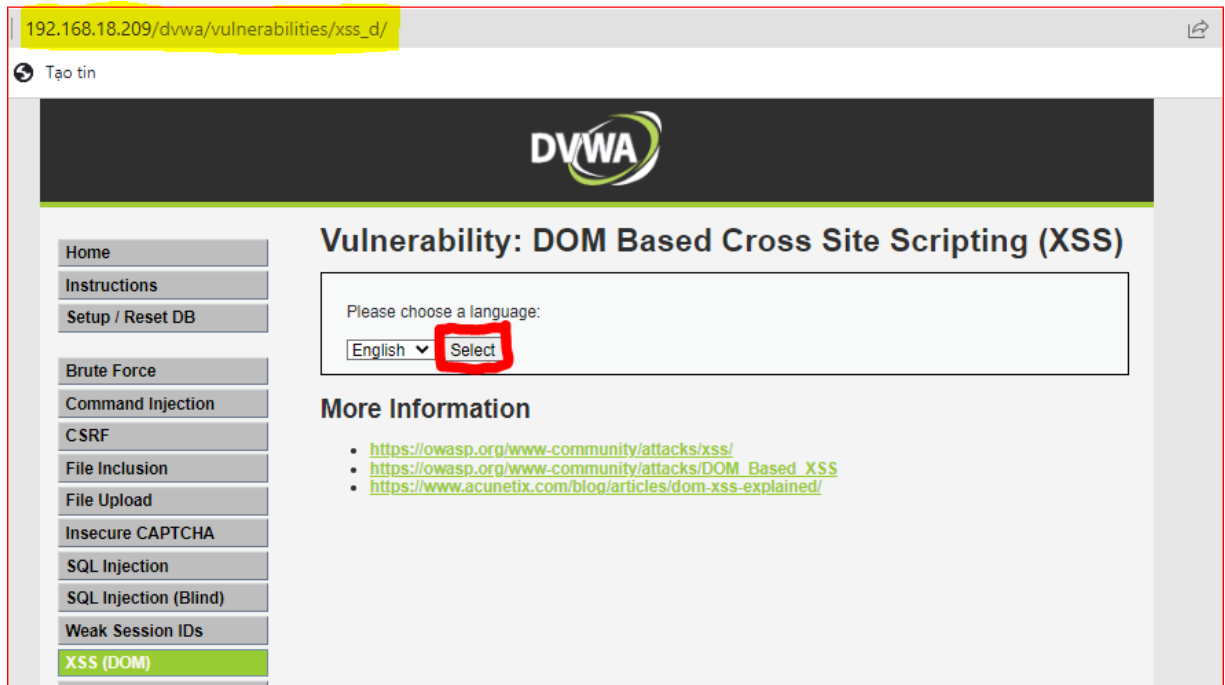 192.168.18.209/dvwa/vulnerabilities/xss_d/
Tạo tin
DVWA
Home
Instructions
Setup / Reset DB
Brute Force
Command Injection
CSRF
File Inclusion
File Upload
Insecure CAPTCHA
SQL Injection
SQL Injection (Blind)
Weak Session IDs
XSS (DOM)
Vulnerability: DOM Based Cross Site Scripting (XSS)
Please choose a language:
English Select
More Information
https://owasp.org/www-community/attacks/xss/
https://owasp.org/www-community/attacks/DOM_Based_XSS
https://www.acunetix.com/blog/articles/dom-xss-explained/